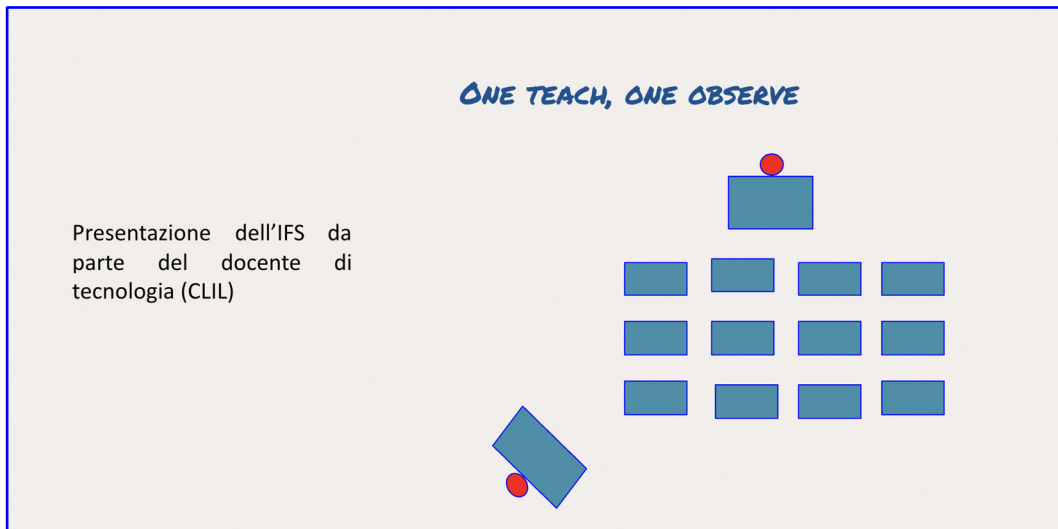 ONE TEACH, ONE OBSERVE
Presentazione dell'IFS da
parte del docente di
tecnologia (CLIL)